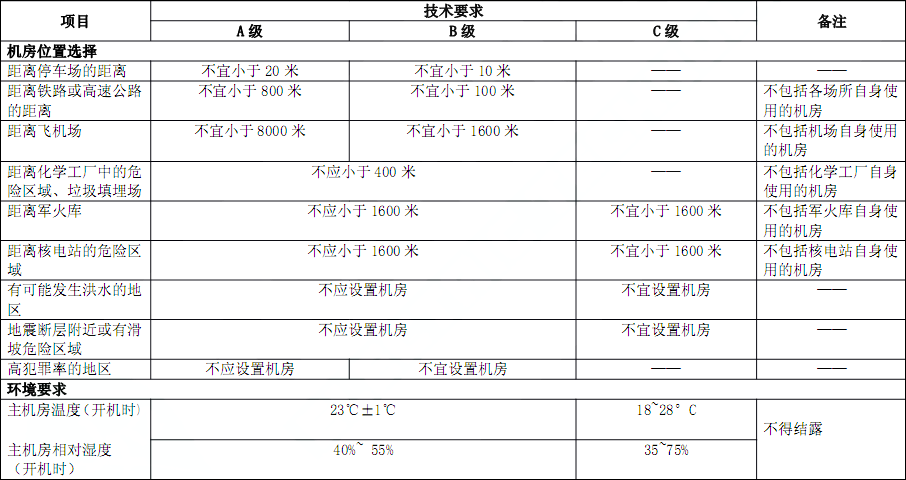 项目 技术要求 备注
A 级 B 级 C 级
机房位置选择
距离停车场的距离 不宜小于 20 米 不宜小于 10 米 —— ——
距离铁路或高速公路 不宜小于 800 米 不宜小于 100 米 —— 不包括各场所自身使
的距离 用的机房
距离飞机场 不宜小于 8000 米 不宜小于 1600 米 —— 不包括机场自身使用
的机房
距离化学工厂中的危 不应小于 400 米 —— 不包括化学工厂自身
险区域、垃圾填埋场 使用的机房
距离军火库 不应小于 1600 米 不宜小于 1600 米 不包括军火库自身使
用的机房
距离核电站的危险区 不应小于 1600 米 不宜小于 1600 米 不包括核电站自身使
域 用的机房
有可能发生洪水的地 不应设置机房 不宜设置机房 ——
区
地震断层附近或有滑 不应设置机房 不宜设置机房 ——
坡危险区域
高犯罪率的地区 不应设置机房 不宜设置机房 —— ——
环境要求
主机房温度（开机时） 23℃±1℃ 18~28° C 不得结露
主机房相对湿度 40%~ 55% 35~75%
（开机时）